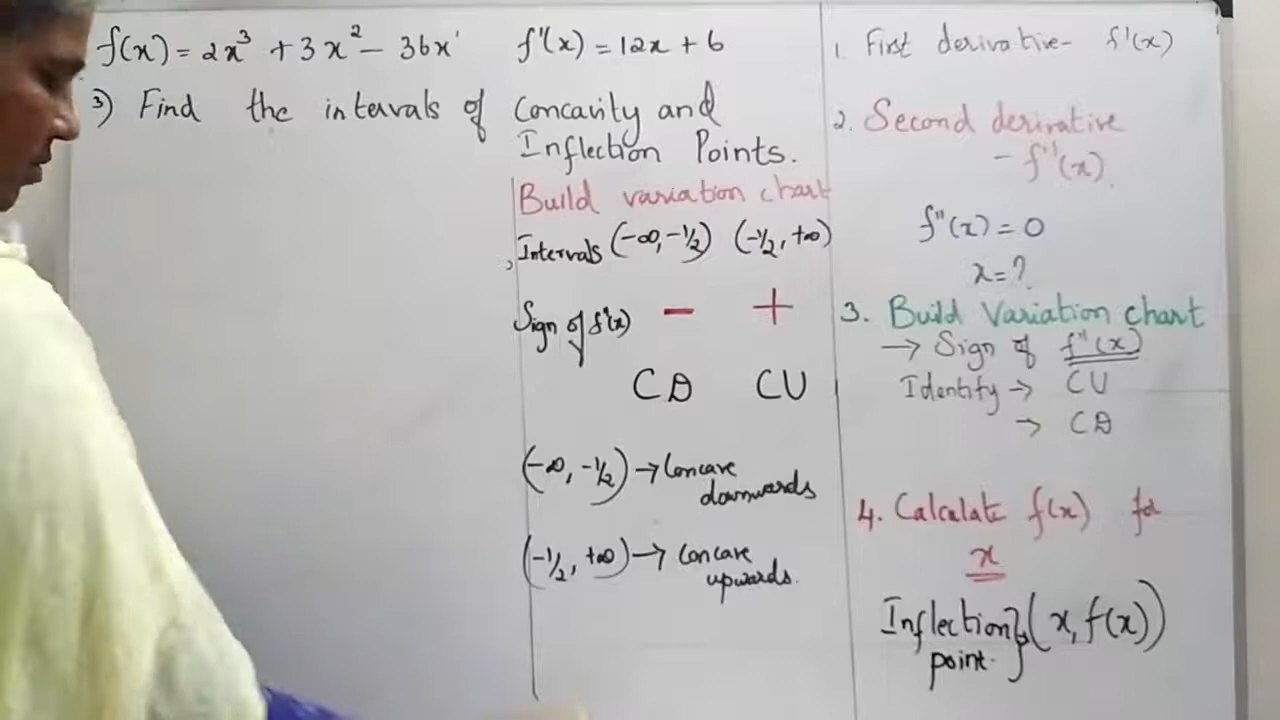 f(x) = 2x³ + 3x² - 36x
f''(x) = 12x + 6
3) Find the intervals of Concavity and
Inflection Points.
Build variation chart
Intervals (-∞, -1/2) (-1/2, +∞)
Sign of f''(x) - +
CD CU
(-∞, -1/2) → Concave
downwards
(-1/2, +∞) → Concave
upwards.
1. First derivative - f'(x)
2. Second derivative
- f''(x)
f''(x) = 0
x = ?
3. Build Variation chart
→ Sign of f''(x)
Identify → CU
→ CD
4. Calculate f(x) for
x
Inflection } (x, f(x))
point.